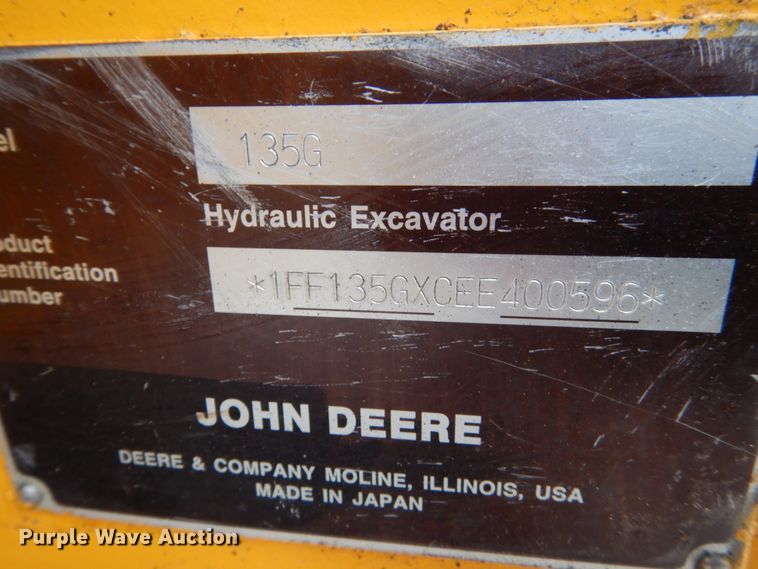 el
135G
Hydraulic Excavator
oduct
entification
umber
*1FF135GXCEE400596*
JOHN DEERE
DEERE & COMPANY MOLINE, ILLINOIS, USA
MADE IN JAPAN
Purple Wave Auction